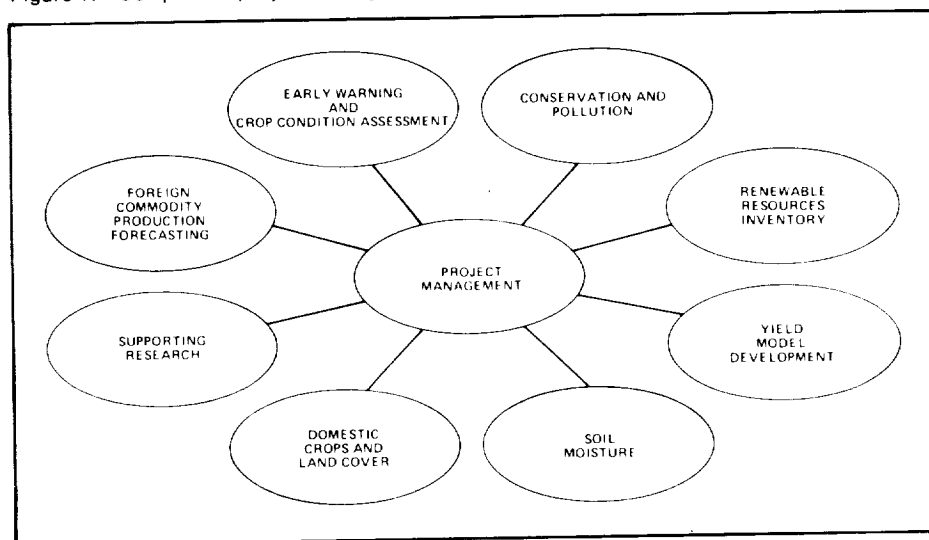 EARLY WARNING
AND
CROP CONDITION ASSESSMENT
CONSERVATION AND
POLLUTION
FOREIGN
COMMODITY
PRODUCTION
FORECASTING
RENEWABLE
RESOURCES
INVENTORY
PROJECT
MANAGEMENT
SUPPORTING
RESEARCH
YIELD
MODEL
DEVELOPMENT
DOMESTIC
CROPS AND
LAND COVER
SOIL
MOISTURE